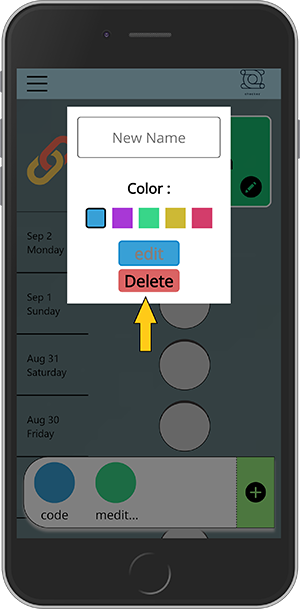 New Name
Color :
edit
Delete
Sep 2
Monday
Sep 1
Sunday
Aug 31
Saturday
Aug 30
Friday
code
medit...